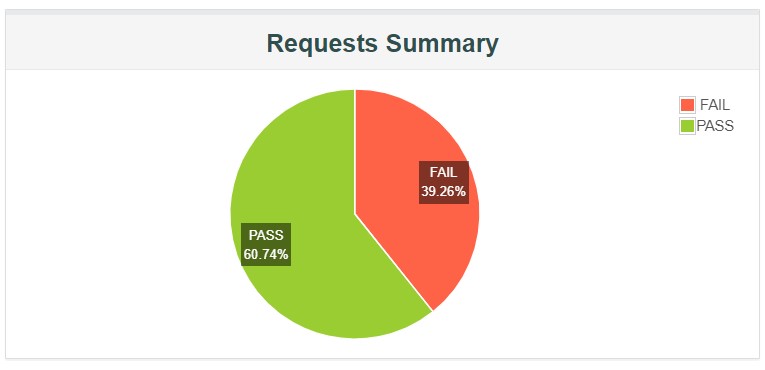 Requests Summary
FAIL
PASS
FAIL
39.26%
PASS
60.74%